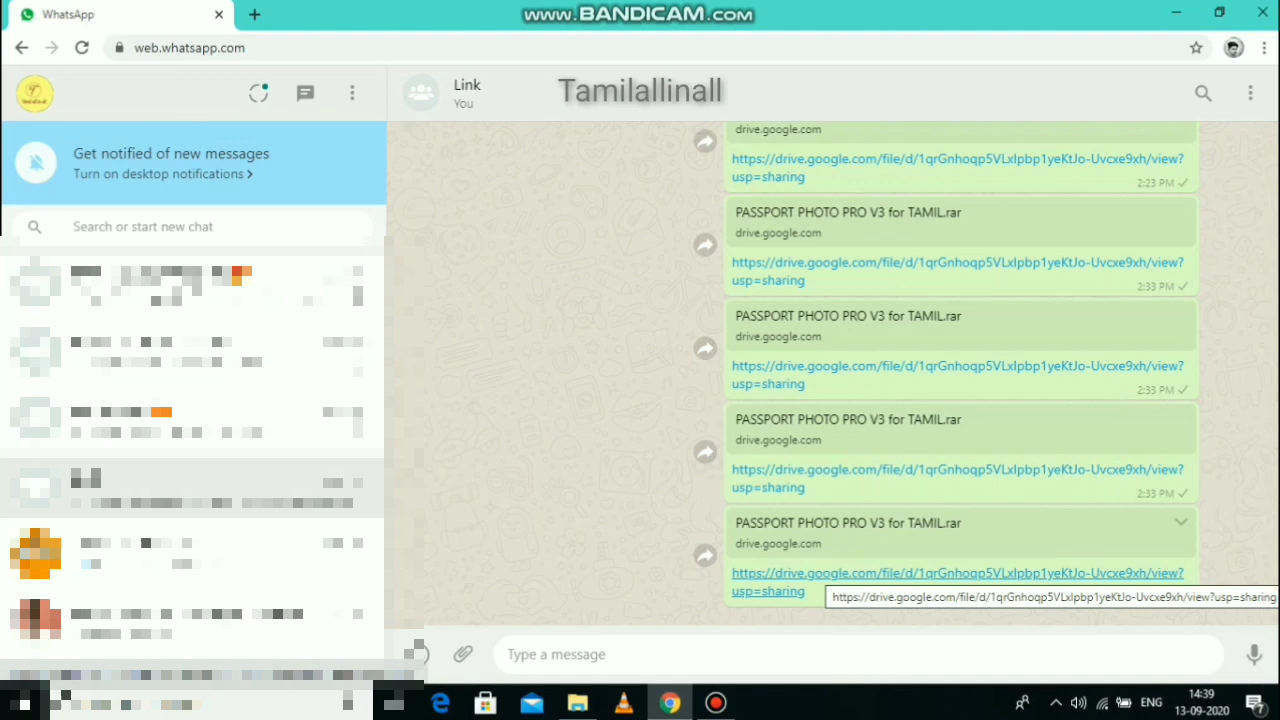 WhatsApp
www.BANDICAM.com
web.whatsapp.com
Link
You
Tamilallinall
Get notified of new messages
Turn on desktop notifications
Search or start new chat
drive.google.com
https://drive.google.com/file/d/1qrGnhoqp5VLxlpbp1yeKtJo-Uvcxe9xh/view?
usp=sharing
2:23 PM
PASSPORT PHOTO PRO V3 for TAMIL.rar
drive.google.com
https://drive.google.com/file/d/1qrGnhoqp5VLxlpbp1yeKtJo-Uvcxe9xh/view?
usp=sharing
2:33 PM
PASSPORT PHOTO PRO V3 for TAMIL.rar
drive.google.com
https://drive.google.com/file/d/1qrGnhoqp5VLxlpbp1yeKtJo-Uvcxe9xh/view?
usp=sharing
2:33 PM
PASSPORT PHOTO PRO V3 for TAMIL.rar
drive.google.com
https://drive.google.com/file/d/1qrGnhoqp5VLxlpbp1yeKtJo-Uvcxe9xh/view?
usp=sharing
2:33 PM
PASSPORT PHOTO PRO V3 for TAMIL.rar
drive.google.com
https://drive.google.com/file/d/1qrGnhoqp5VLxlpbp1yeKtJo-Uvcxe9xh/view?
usp=sharing
https://drive.google.com/file/d/1qrGnhoqp5VLxlpbp1yeKtJo-Uvcxe9xh/view?usp=sharing
Type a message
ENG
14:39
13-09-2020
7